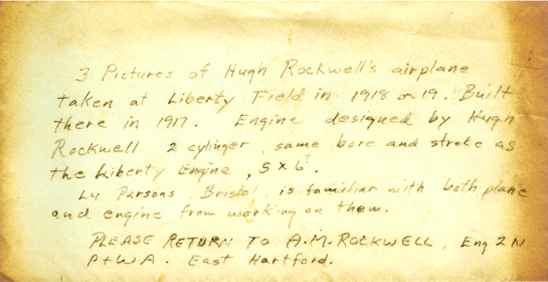 3 Pictures of Hugh Rockwell's airplane
taken at Liberty Field in 1918 or 19. Built
there in 1917. Engine designed by Hugh
Rockwell 2 cylinger, same bore and stroke as
the Liberty Engine, 5 x 6".
Ly Parsons, Bristol, is familiar with both plane
and engine from working on them.
PLEASE RETURN TO A.M. ROCKWELL, Eng 2N
P+WA. East Hartford.